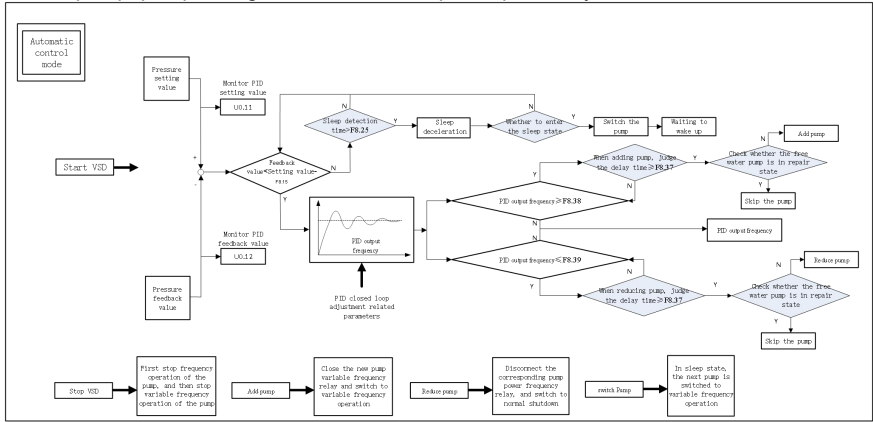 Automatic
control
mode
Pressure
setting
value
Monitor PID
setting value
U0.11
Start VSD
+
-
Monitor PID
feedback value
U0.12
Pressure
feedback
value
Feedback
value<Setting value-
N
Y
Sleep detection
time>F8.25
N
Y
Sleep
deceleration
Whether to enter
the sleep state
N
Y
Switch the
pump
Waiting to
wake up
PID output
frequency
PID closed loop
adjustment related
parameters
When adding pump, judge
the delay time≥F8.37
Y
N
Check whether the free
water pump is in repair
state
N
Add pump
Y
Skip the pump
Y
PID output frequency≥F8.38
N
PID output frequency
N
PID output frequency≤F8.39
Y
N
When reducing pump, judge
the delay time≥F8.37
Y
Check whether the free
water pump is in repair
state
N
Reduce pump
Y
Skip the pump
Stop VSD
First stop frequency
operation of the
pump, and then stop
variable frequency
operation of the pump
Add pump
Close the new pump
variable frequency
relay and switch to
variable frequency
operation
Reduce pump
Disconnect the
corresponding pump
power frequency
relay, and switch to
normal shutdown
switch Pump
In sleep state,
the next pump is
switched to
variable frequency
operation